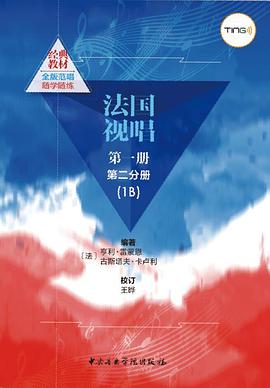 TING
经典
教材
全版范唱
随学随练
法国
视唱
第一册
第二分册
(1B)
编著
〔法〕亨利·雷蒙恩
古斯塔夫·卡卢利
校订
王晔
中央音乐学院出版社